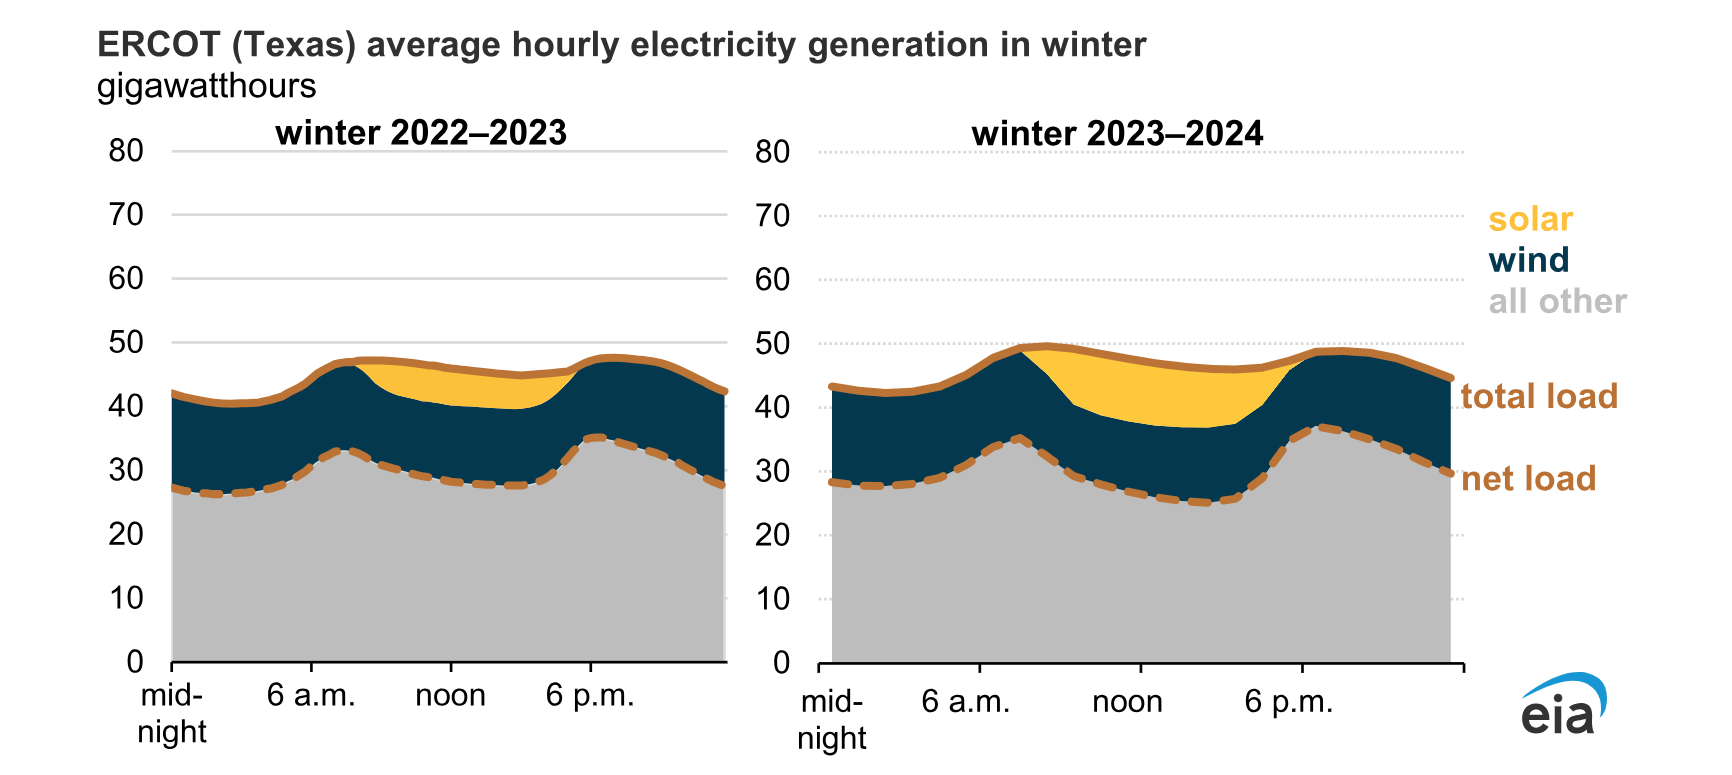 ERCOT (Texas) average hourly electricity generation in winter
gigawatthours
winter 2022–2023
80
70
60
50
40
30
20
10
0
mid-
night
6 a.m.
noon
6 p.m.
winter 2023–2024
80
70
60
50
40
30
20
10
0
mid-
night
6 a.m.
noon
6 p.m.
solar
wind
all other
total load
net load
eia